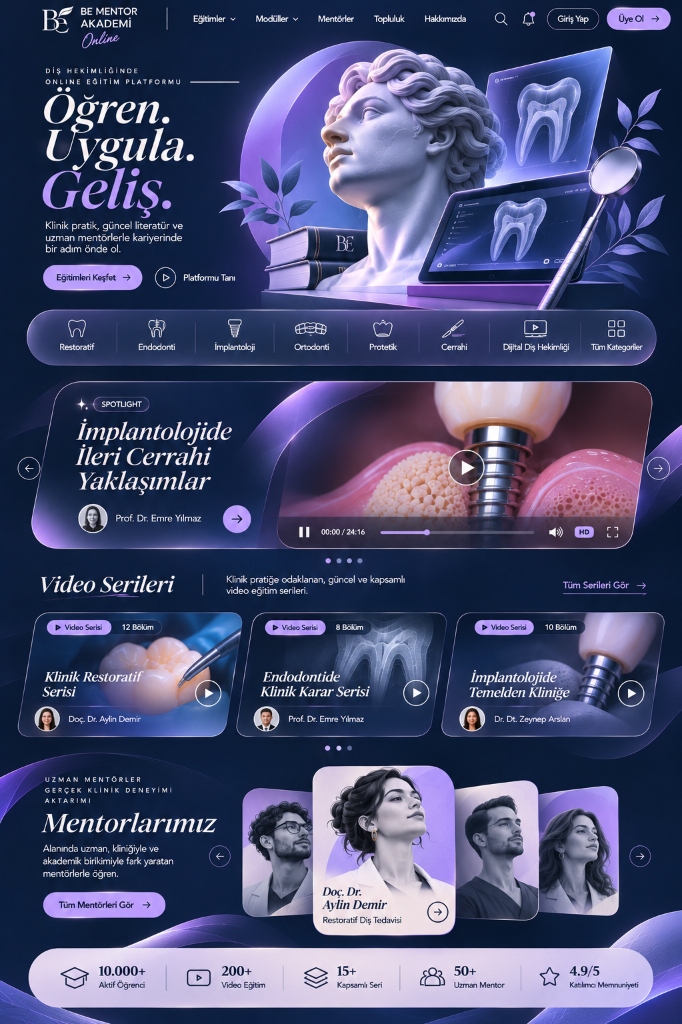 BE
BE MENTOR
AKADEMİ
Online
Eğitimler
Modüller
Mentörler
Topluluk
Hakkımızda
Giriş Yap
Üye Ol
DİŞ HEKİMLİĞİNDE
ONLINE EĞİTİM PLATFORMU
Öğren.
Uygula.
Geliş.
Klinik pratik, güncel literatür ve
uzman mentörlerle kariyerinde
bir adım önde ol.
Eğitimleri Keşfet
Platformu Tanı
BE
Restoratif
Endodonti
İmplantoloji
Ortodonti
Protetik
Cerrahi
Dijital Diş Hekimliği
Tüm Kategoriler
SPOTLIGHT
İmplantolojide
İleri Cerrahi
Yaklaşımlar
Prof. Dr. Emre Yılmaz
00:00 / 24:16
HD
Video Serileri
Klinik pratiğe odaklanan, güncel ve kapsamlı
video eğitim serileri.
Tüm Serileri Gör
Video Serisi
12 Bölüm
Klinik Restoratif
Serisi
Doç. Dr. Aylin Demir
Video Serisi
8 Bölüm
Endodontide
Klinik Karar Serisi
Prof. Dr. Emre Yılmaz
Video Serisi
10 Bölüm
İmplantolojide
Temelden Kliniğe
Dr. Dt. Zeynep Arslan
UZMAN MENTÖRLER
GERÇEK KLİNİK DENEYİMİ
AKTARIMI
Mentorlarımız
Alanında uzman, kliniğiyle ve
akademik birikimiyle fark yaratan
mentörlerle öğren.
Tüm Mentörleri Gör
Doç. Dr.
Aylin Demir
Restoratif Diş Tedavisi
10.000+
Aktif Öğrenci
200+
Video Eğitim
15+
Kapsamlı Seri
50+
Uzman Mentor
4.9/5
Katılımcı Memnuniyeti